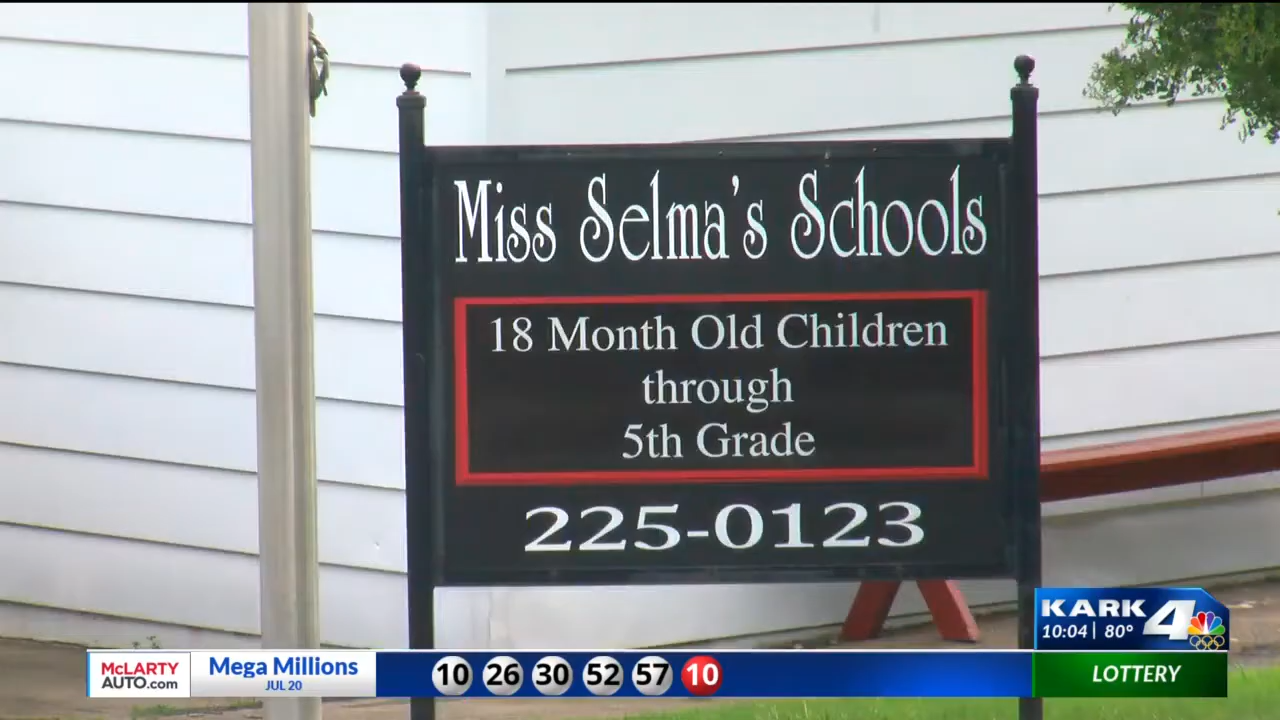 Miss Selma's Schools
18 Month Old Children
through
5th Grade
225-0123
KARK 4
10:04 | 80°
McLARTY
AUTO.com
Mega Millions
JUL 20
10 26 30 52 57 10
LOTTERY